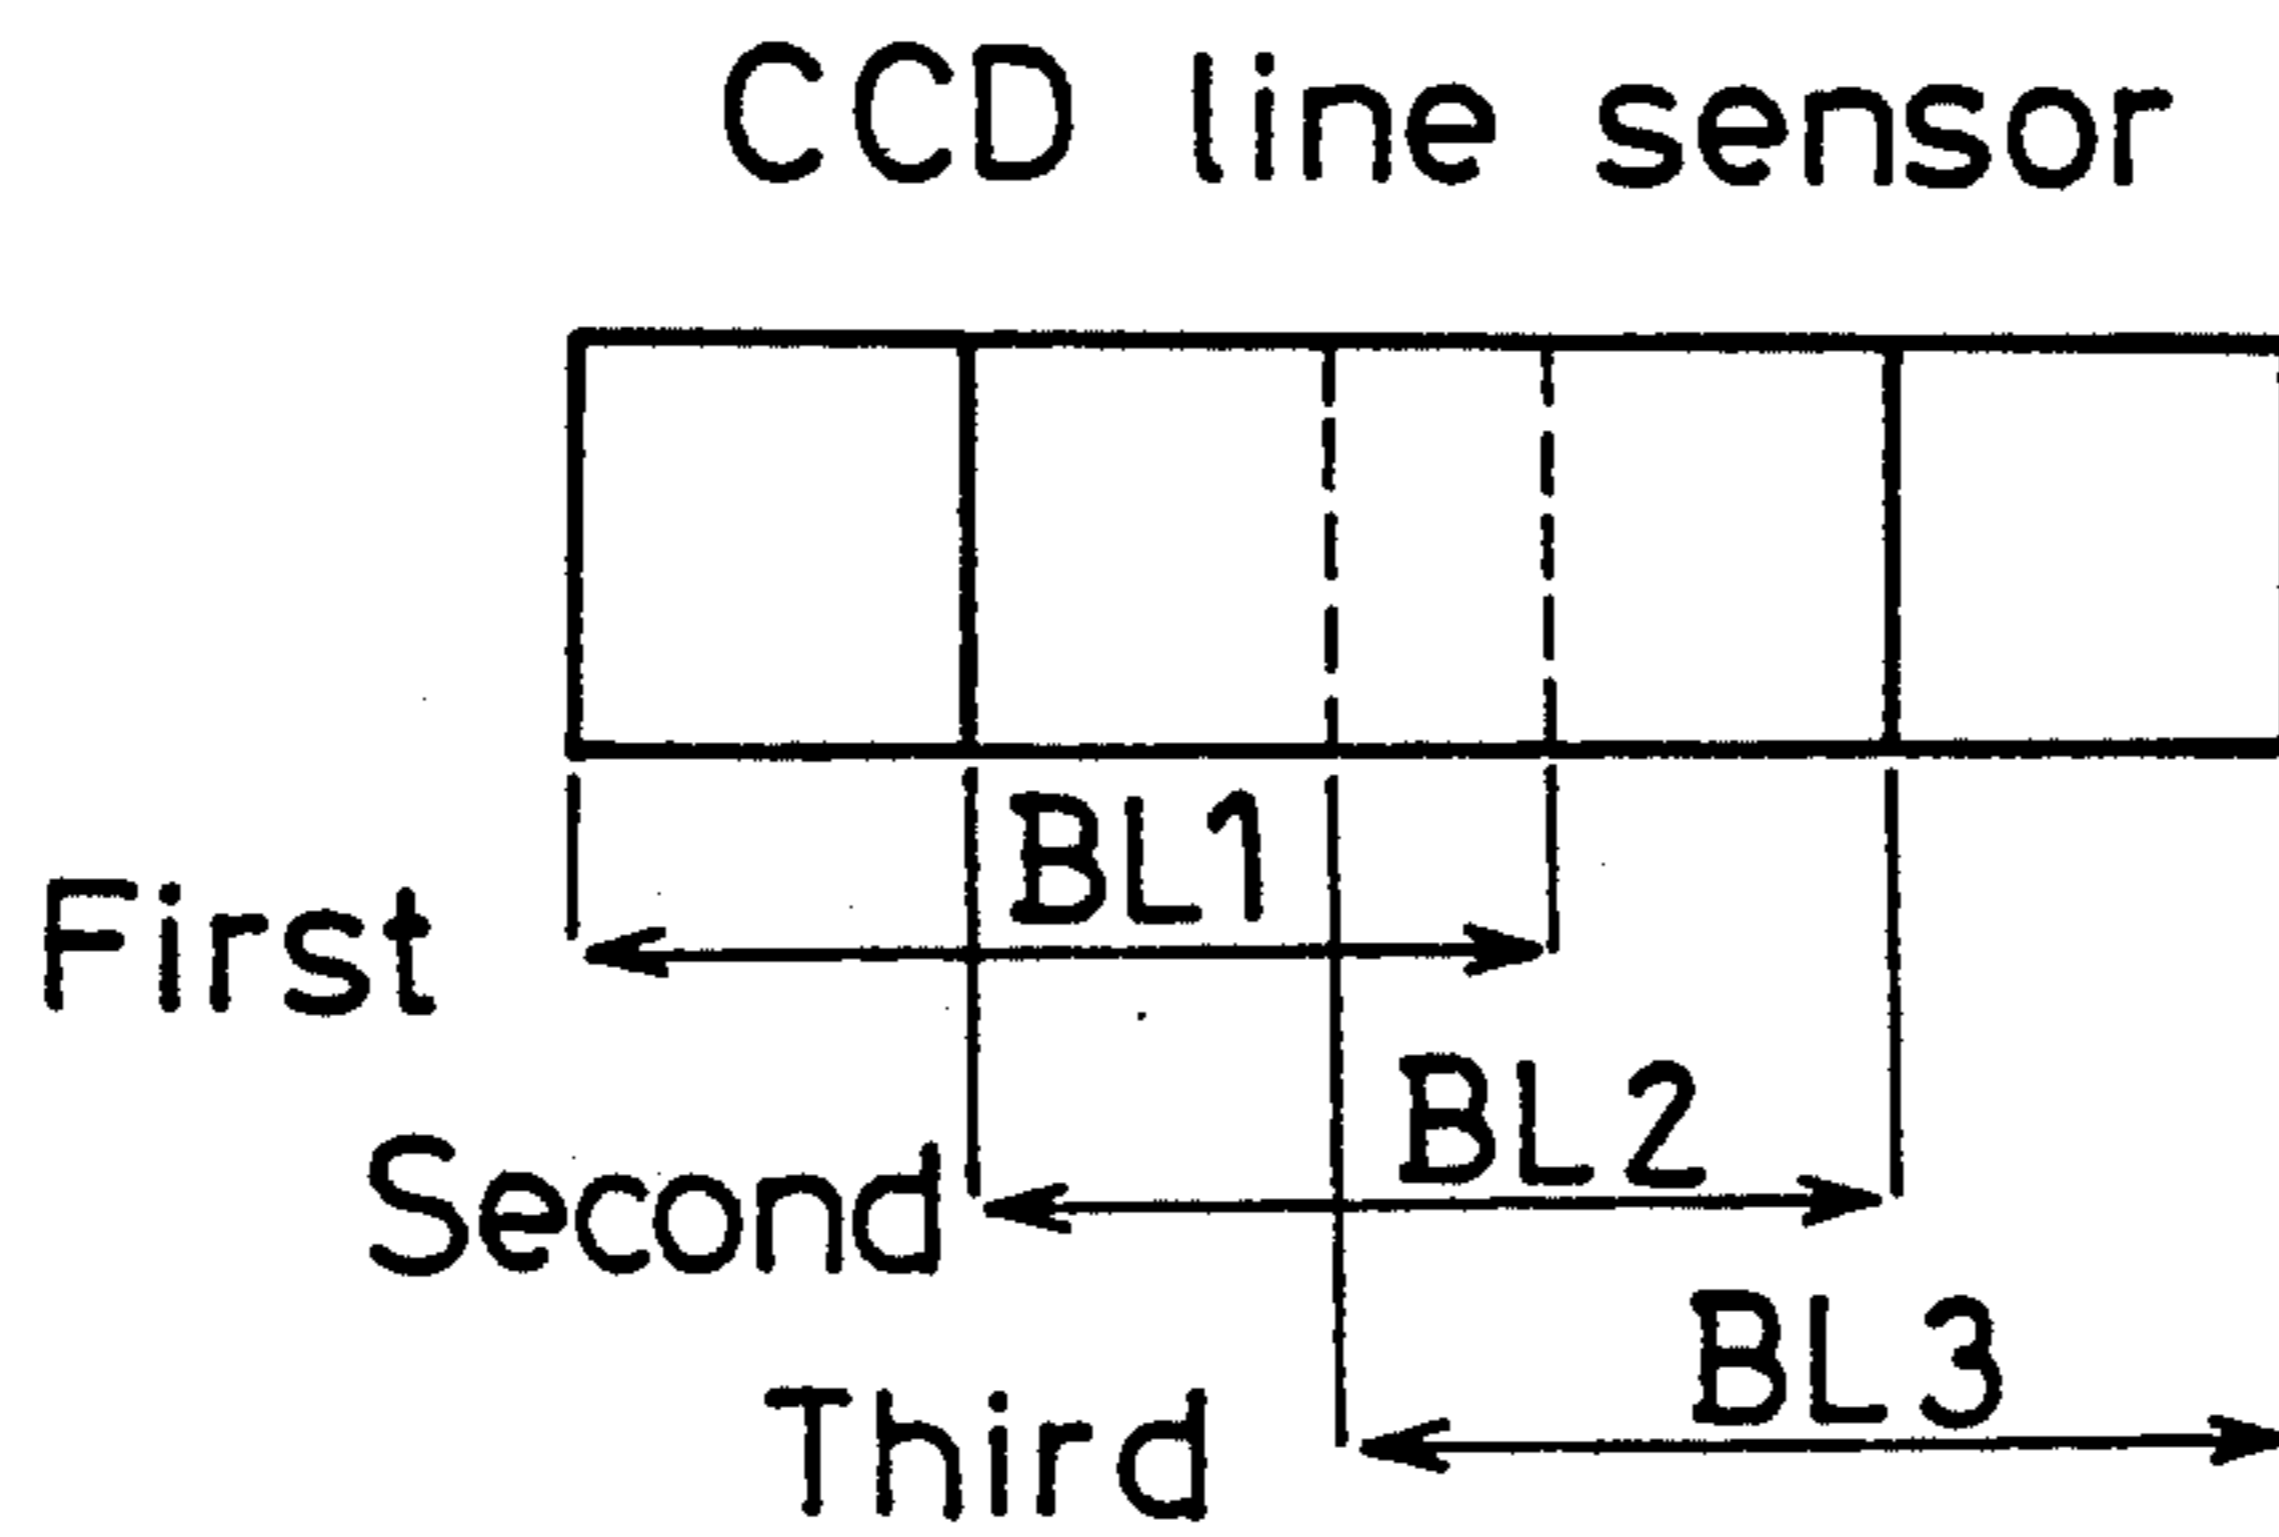 CCD line sensor
BL1
First
BL2
Second
BL3
Third